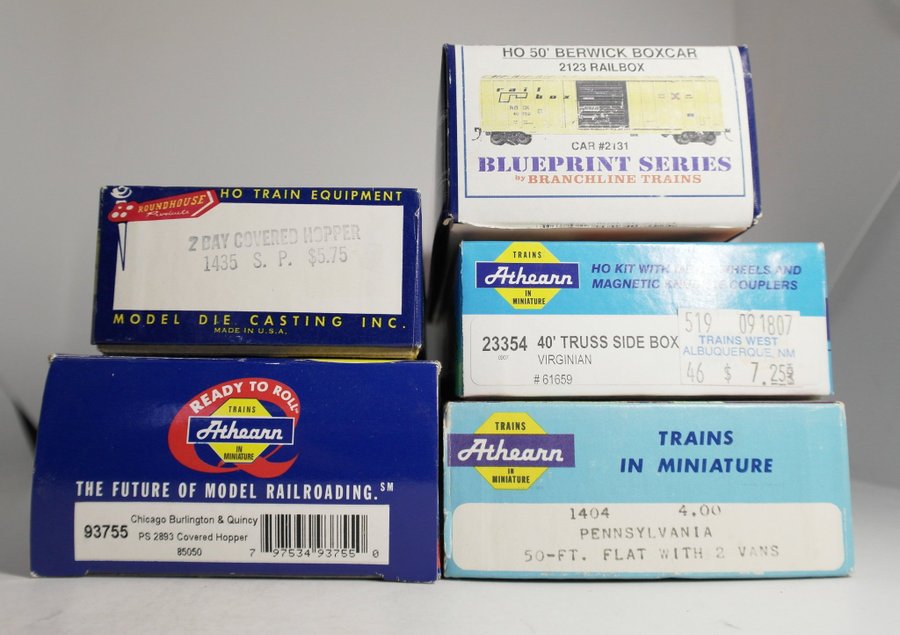 HO 50' BERWICK BOXCAR
2123 RAILBOX
rail box
CAR #2131
BLUEPRINT SERIES
by BRANCHLINE TRAINS
ROUNDHOUSE
Products
HO TRAIN EQUIPMENT
2 BAY COVERED HOPPER
1435 S. P. $5.75
MODEL DIE CASTING INC.
MADE IN U.S.A.
TRAINS
Athearn
IN
MINIATURE
HO KIT WITH WHEELS AND
MAGNETIC COUPLERS
23354 40' TRUSS SIDE BOX
VIRGINIAN
# 61659
519 091807
TRAINS WEST
ALBUQUERQUE, NM
46 $ 7.25
READY TO ROLL
TRAINS
Athearn
IN
MINIATURE
THE FUTURE OF MODEL RAILROADING.℠
93755
Chicago Burlington & Quincy
PS 2893 Covered Hopper
85050
7 97534 93755 0
TRAINS
Athearn
IN
MINIATURE
TRAINS
IN MINIATURE
1404 4.00
PENNSYLVANIA
50-FT. FLAT WITH 2 VANS